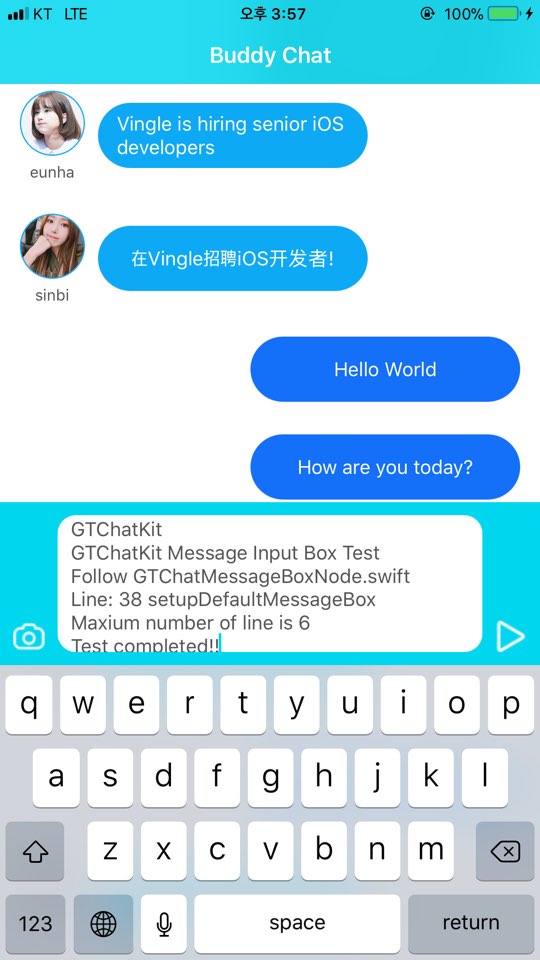 KT LTE 오후 3:57 100%
Buddy Chat
Vingle is hiring senior iOS
developers
eunha
在Vingle招聘iOS开发者!
sinbi
Hello World
How are you today?
GTChatKit
GTChatKit Message Input Box Test
Follow GTChatMessageBoxNode.swift
Line: 38 setupDefaultMessageBox
Maxium number of line is 6
Test completed!!
q w e r t y u i o p
a s d f g h j k l
z x c v b n m
123 space return